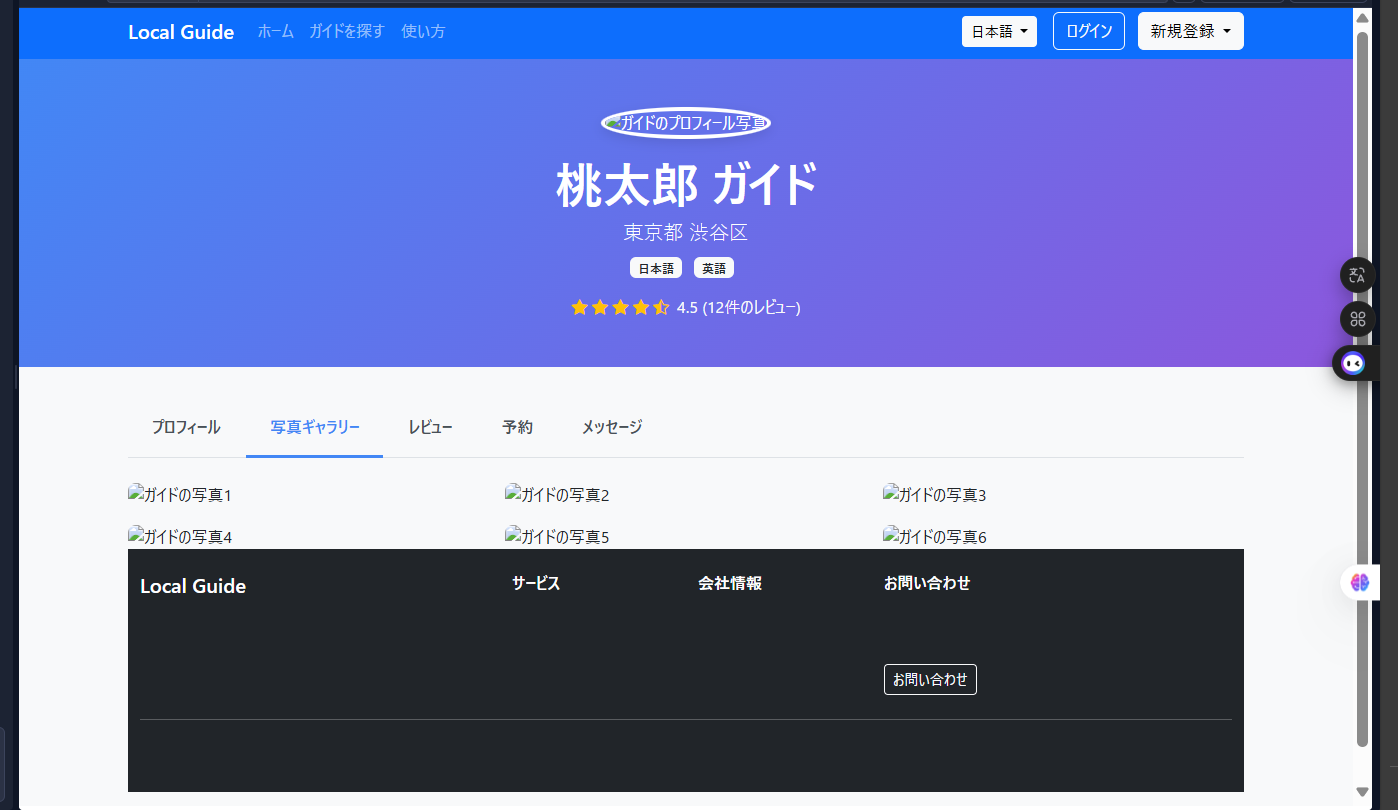 Local Guide ホーム ガイドを探す 使い方 日本語 ログイン 新規登録
ガイドのプロフィール写真
桃太郎 ガイド
東京都 渋谷区
日本語 英語
4.5 (12件のレビュー)
プロフィール 写真ギャラリー レビュー 予約 メッセージ
ガイドの写真1 ガイドの写真2 ガイドの写真3
ガイドの写真4 ガイドの写真5 ガイドの写真6
Local Guide サービス 会社情報 お問い合わせ
お問い合わせ